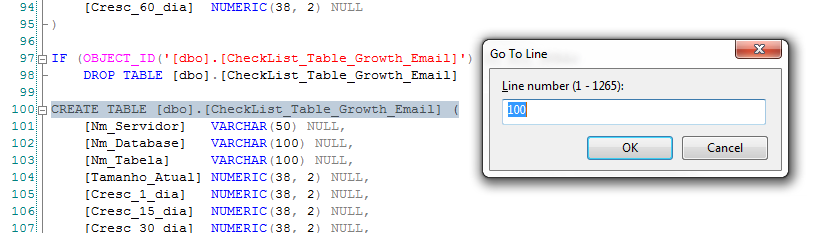 94 [Cresc_60_dia] NUMERIC(38, 2) NULL
95 )
96
97 IF (OBJECT_ID('[dbo].[CheckList_Table_Growth_Email]')
98 DROP TABLE [dbo].[CheckList_Table_Growth_Email]
99
100 CREATE TABLE [dbo].[CheckList_Table_Growth_Email] (
101 [Nm_Servidor] VARCHAR(50) NULL,
102 [Nm_Database] VARCHAR(100) NULL,
103 [Nm_Tabela] VARCHAR(100) NULL,
104 [Tamanho_Atual] NUMERIC(38, 2) NULL,
105 [Cresc_1_dia] NUMERIC(38, 2) NULL,
106 [Cresc_15_dia] NUMERIC(38, 2) NULL,
107 [Cresc_30_dia] NUMERIC(38, 2) NULL,
Go To Line
Line number (1 - 1265):
100
OK Cancel